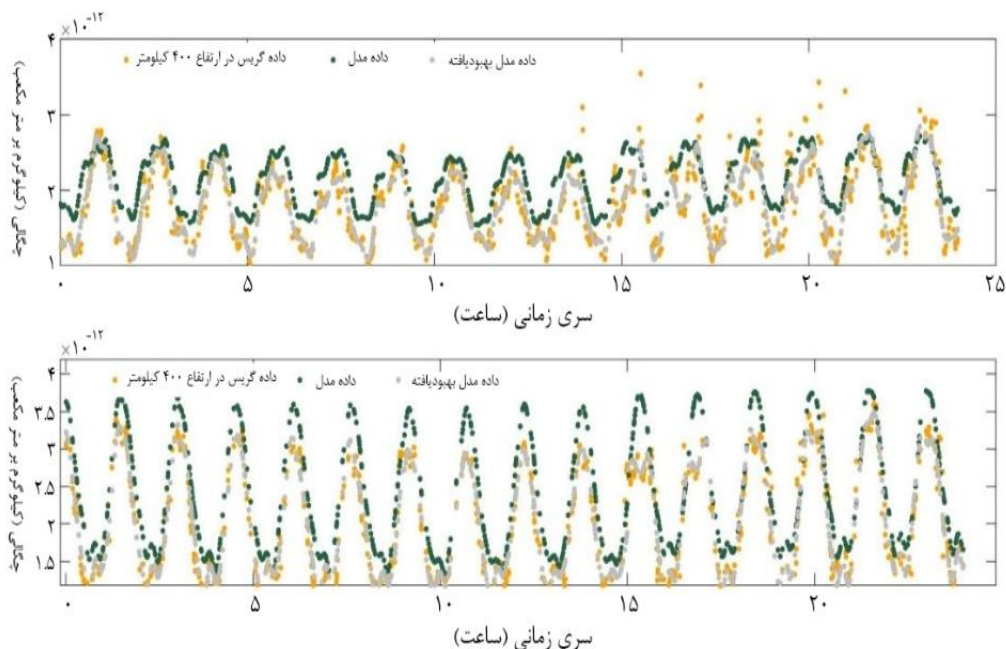 ×۱۰⁻¹²
۴
۳
۲
۱
چگالی (کیلوگرم بر متر مکعب)
داده گریس در ارتفاع ۴۰۰ کیلومتر
داده مدل
داده مدل بهبودیافته
۰ ۵ ۱۰ ۱۵ ۲۰ ۲۵
سری زمانی (ساعت)
×۱۰⁻¹²
۴
۳.۵
۳
۲.۵
۲
۱.۵
چگالی (کیلوگرم بر متر مکعب)
داده گریس در ارتفاع ۴۰۰ کیلومتر
داده مدل
داده مدل بهبودیافته
۰ ۵ ۱۰ ۱۵ ۲۰
سری زمانی (ساعت)